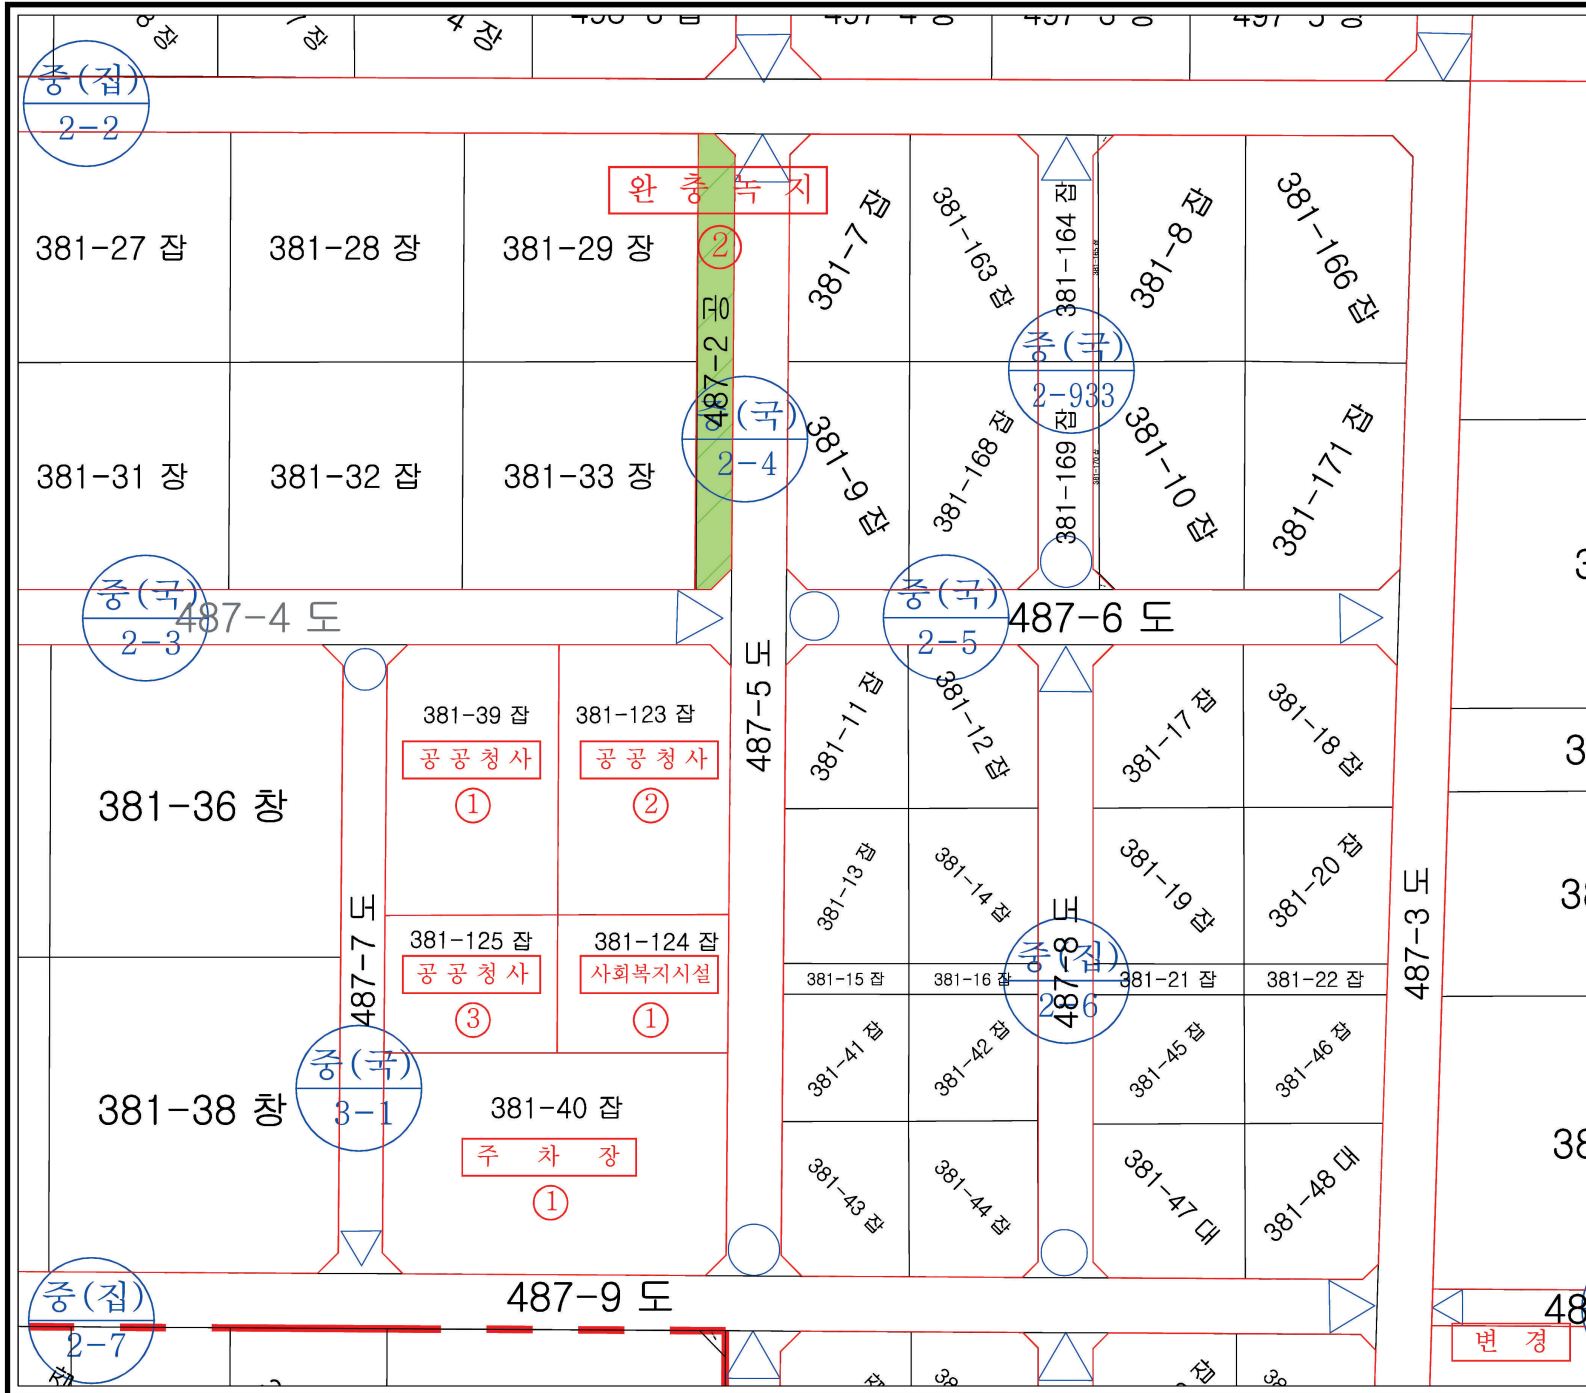 8 장
7 장
4 장
중(집)
2-2
완 충 녹 지
②
381-27 잡
381-28 장
381-29 장
487-2 공
381-7 잡
381-163 잡
381-164 잡
381-8 잡
381-166 잡
중(국)
2-933
381-31 장
381-32 잡
381-33 장
중(국)
2-4
381-9 잡
381-168 잡
381-169 잡
381-10 잡
381-171 잡
중(국)
2-3
487-4 도
중(국)
2-5
487-6 도
487-5 도
381-39 잡
공 공 청 사
①
381-123 잡
공 공 청 사
②
381-11 잡
381-12 잡
381-17 잡
381-18 잡
381-36 창
487-7 도
381-13 잡
381-14 잡
487-8 도
381-19 잡
381-20 잡
487-3 도
381-125 잡
공 공 청 사
③
381-124 잡
사회복지시설
①
381-15 잡
381-16 잡
중(집)
2-6
381-21 잡
381-22 잡
381-41 잡
381-42 잡
381-45 잡
381-46 잡
381-38 창
중(국)
3-1
381-40 잡
주 차 장
①
381-43 잡
381-44 잡
381-47 대
381-48 대
중(집)
2-7
487-9 도
변 경